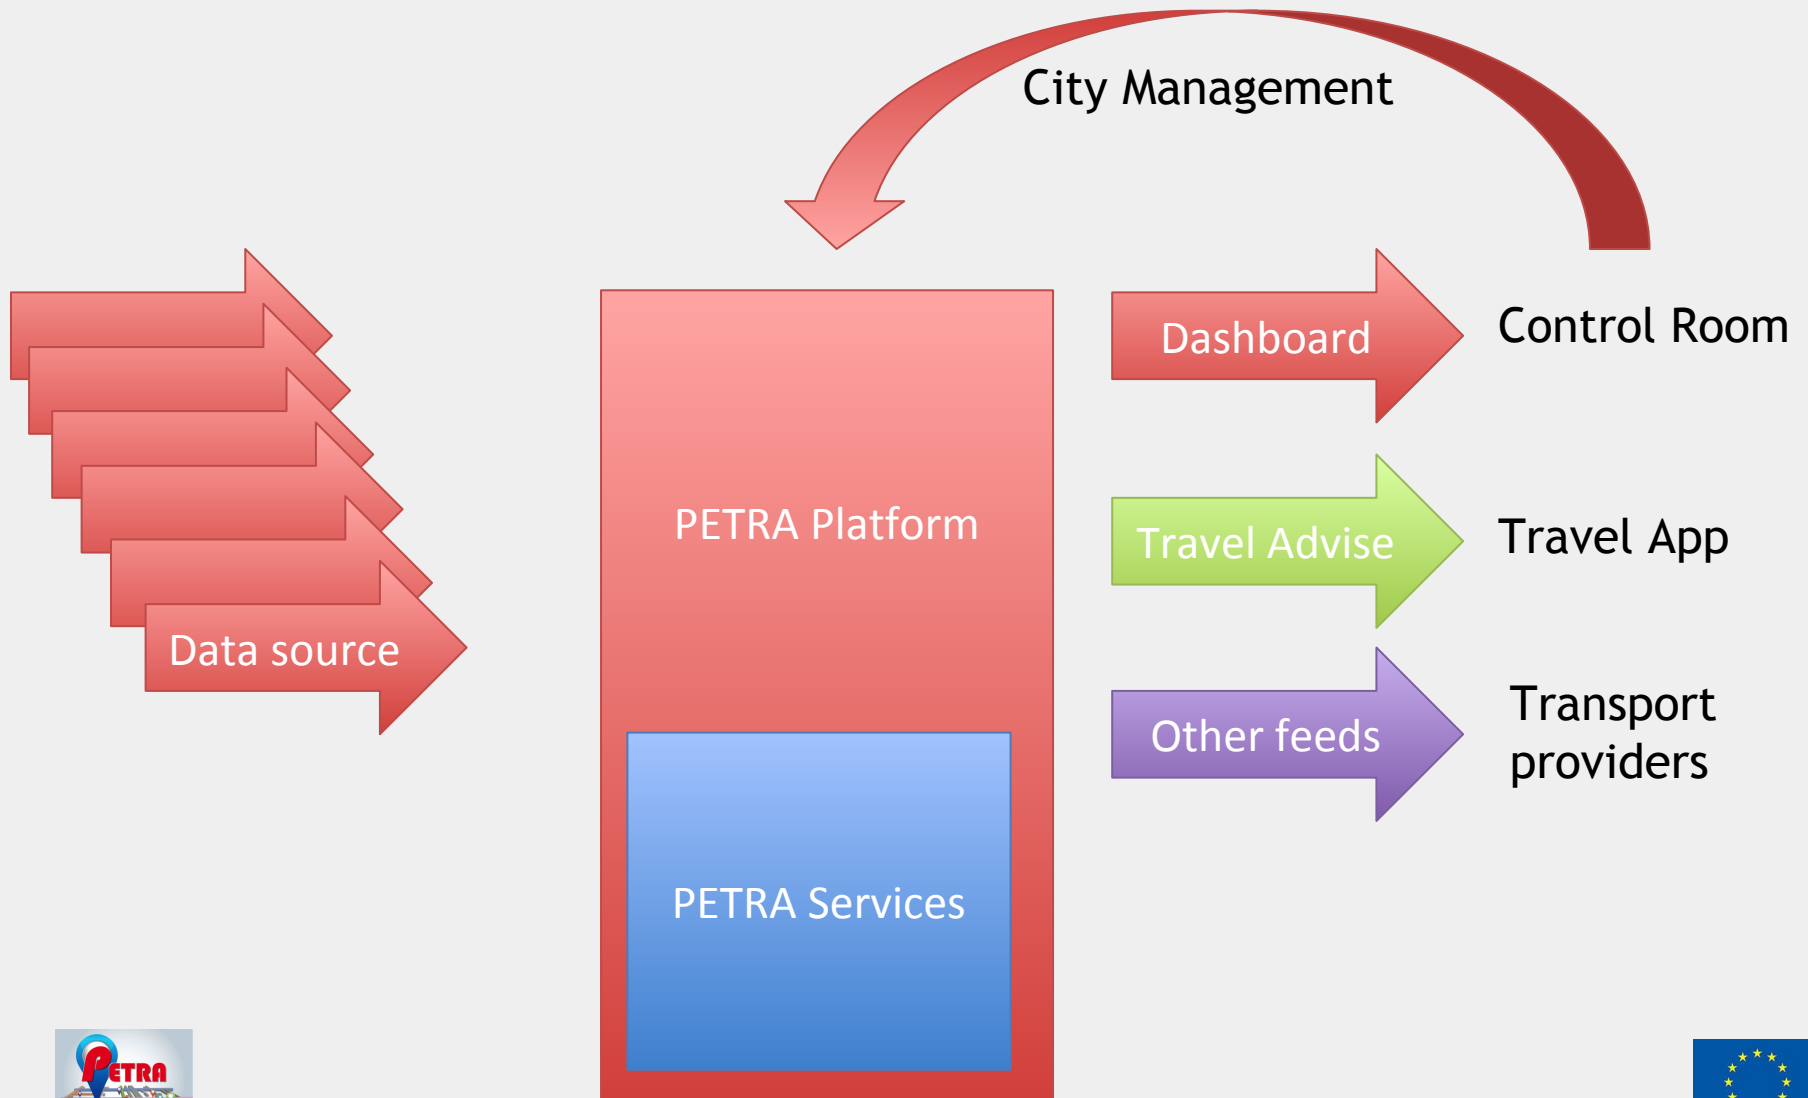 City Management
Dashboard
Control Room
PETRA Platform
Travel Advise
Travel App
Data source
Other feeds
Transport
providers
PETRA Services
PETRA